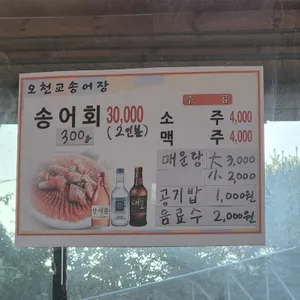 오천교송어장
송어회 30,000
300g (2인분)
소 주 4,000
맥 주 4,000
매운탕 大 3,000
小 2,000
공기밥 1,000원
음료수 2,000원